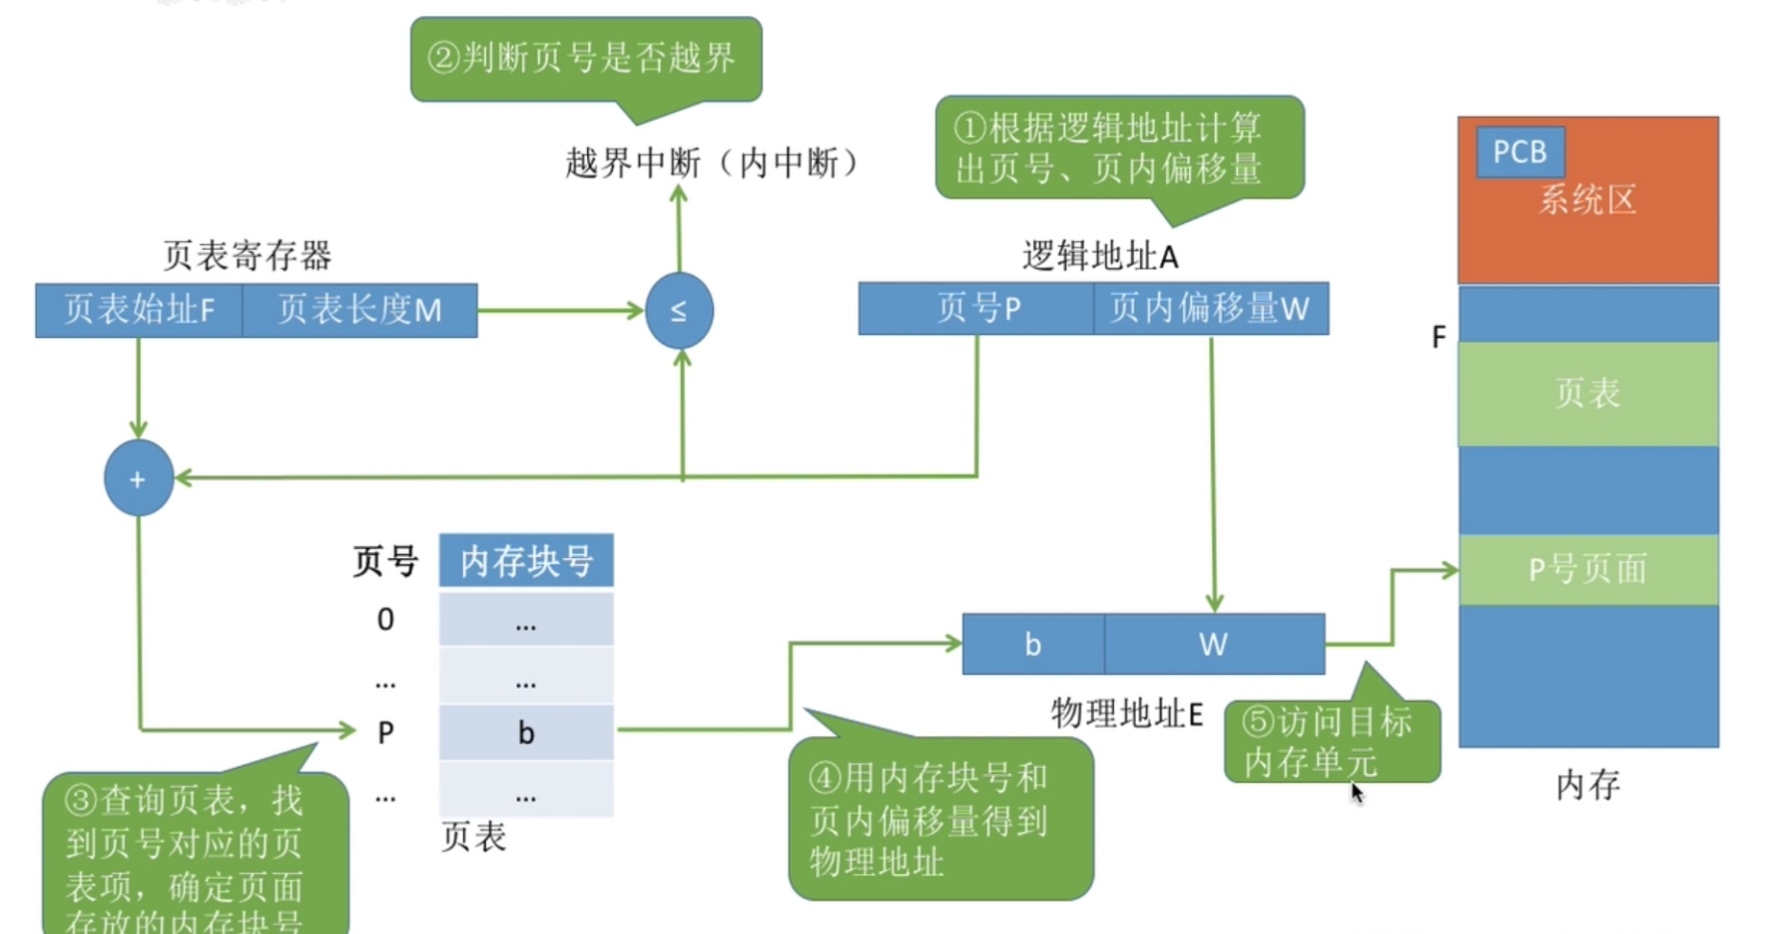 ②判断页号是否越界
①根据逻辑地址计算
出页号、页内偏移量
越界中断（内中断）
PCB
系统区
页表寄存器
逻辑地址A
页表始址F
页表长度M
≤
页号P
页内偏移量W
F
页表
+
页号
内存块号
0
...
...
...
P
b
...
...
页表
P号页面
b
W
物理地址E
⑤访问目标
内存单元
内存
③查询页表，找
到页号对应的页
表项，确定页面
存放的内存块号
④用内存块号和
页内偏移量得到
物理地址